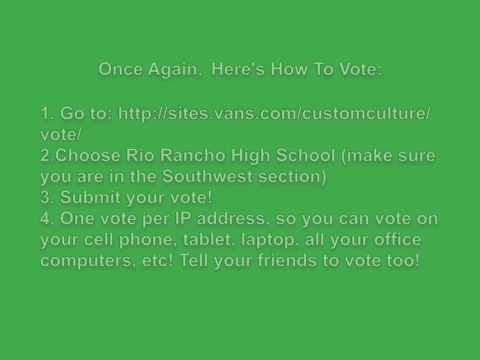 Once Again, Here's How To Vote:
1. Go to: http://sites.vans.com/customculture/
vote/
2.Choose Rio Rancho High School (make sure
you are in the Southwest section)
3. Submit your vote!
4. One vote per IP address, so you can vote on
your cell phone, tablet, laptop, all your office
computers, etc! Tell your friends to vote too!